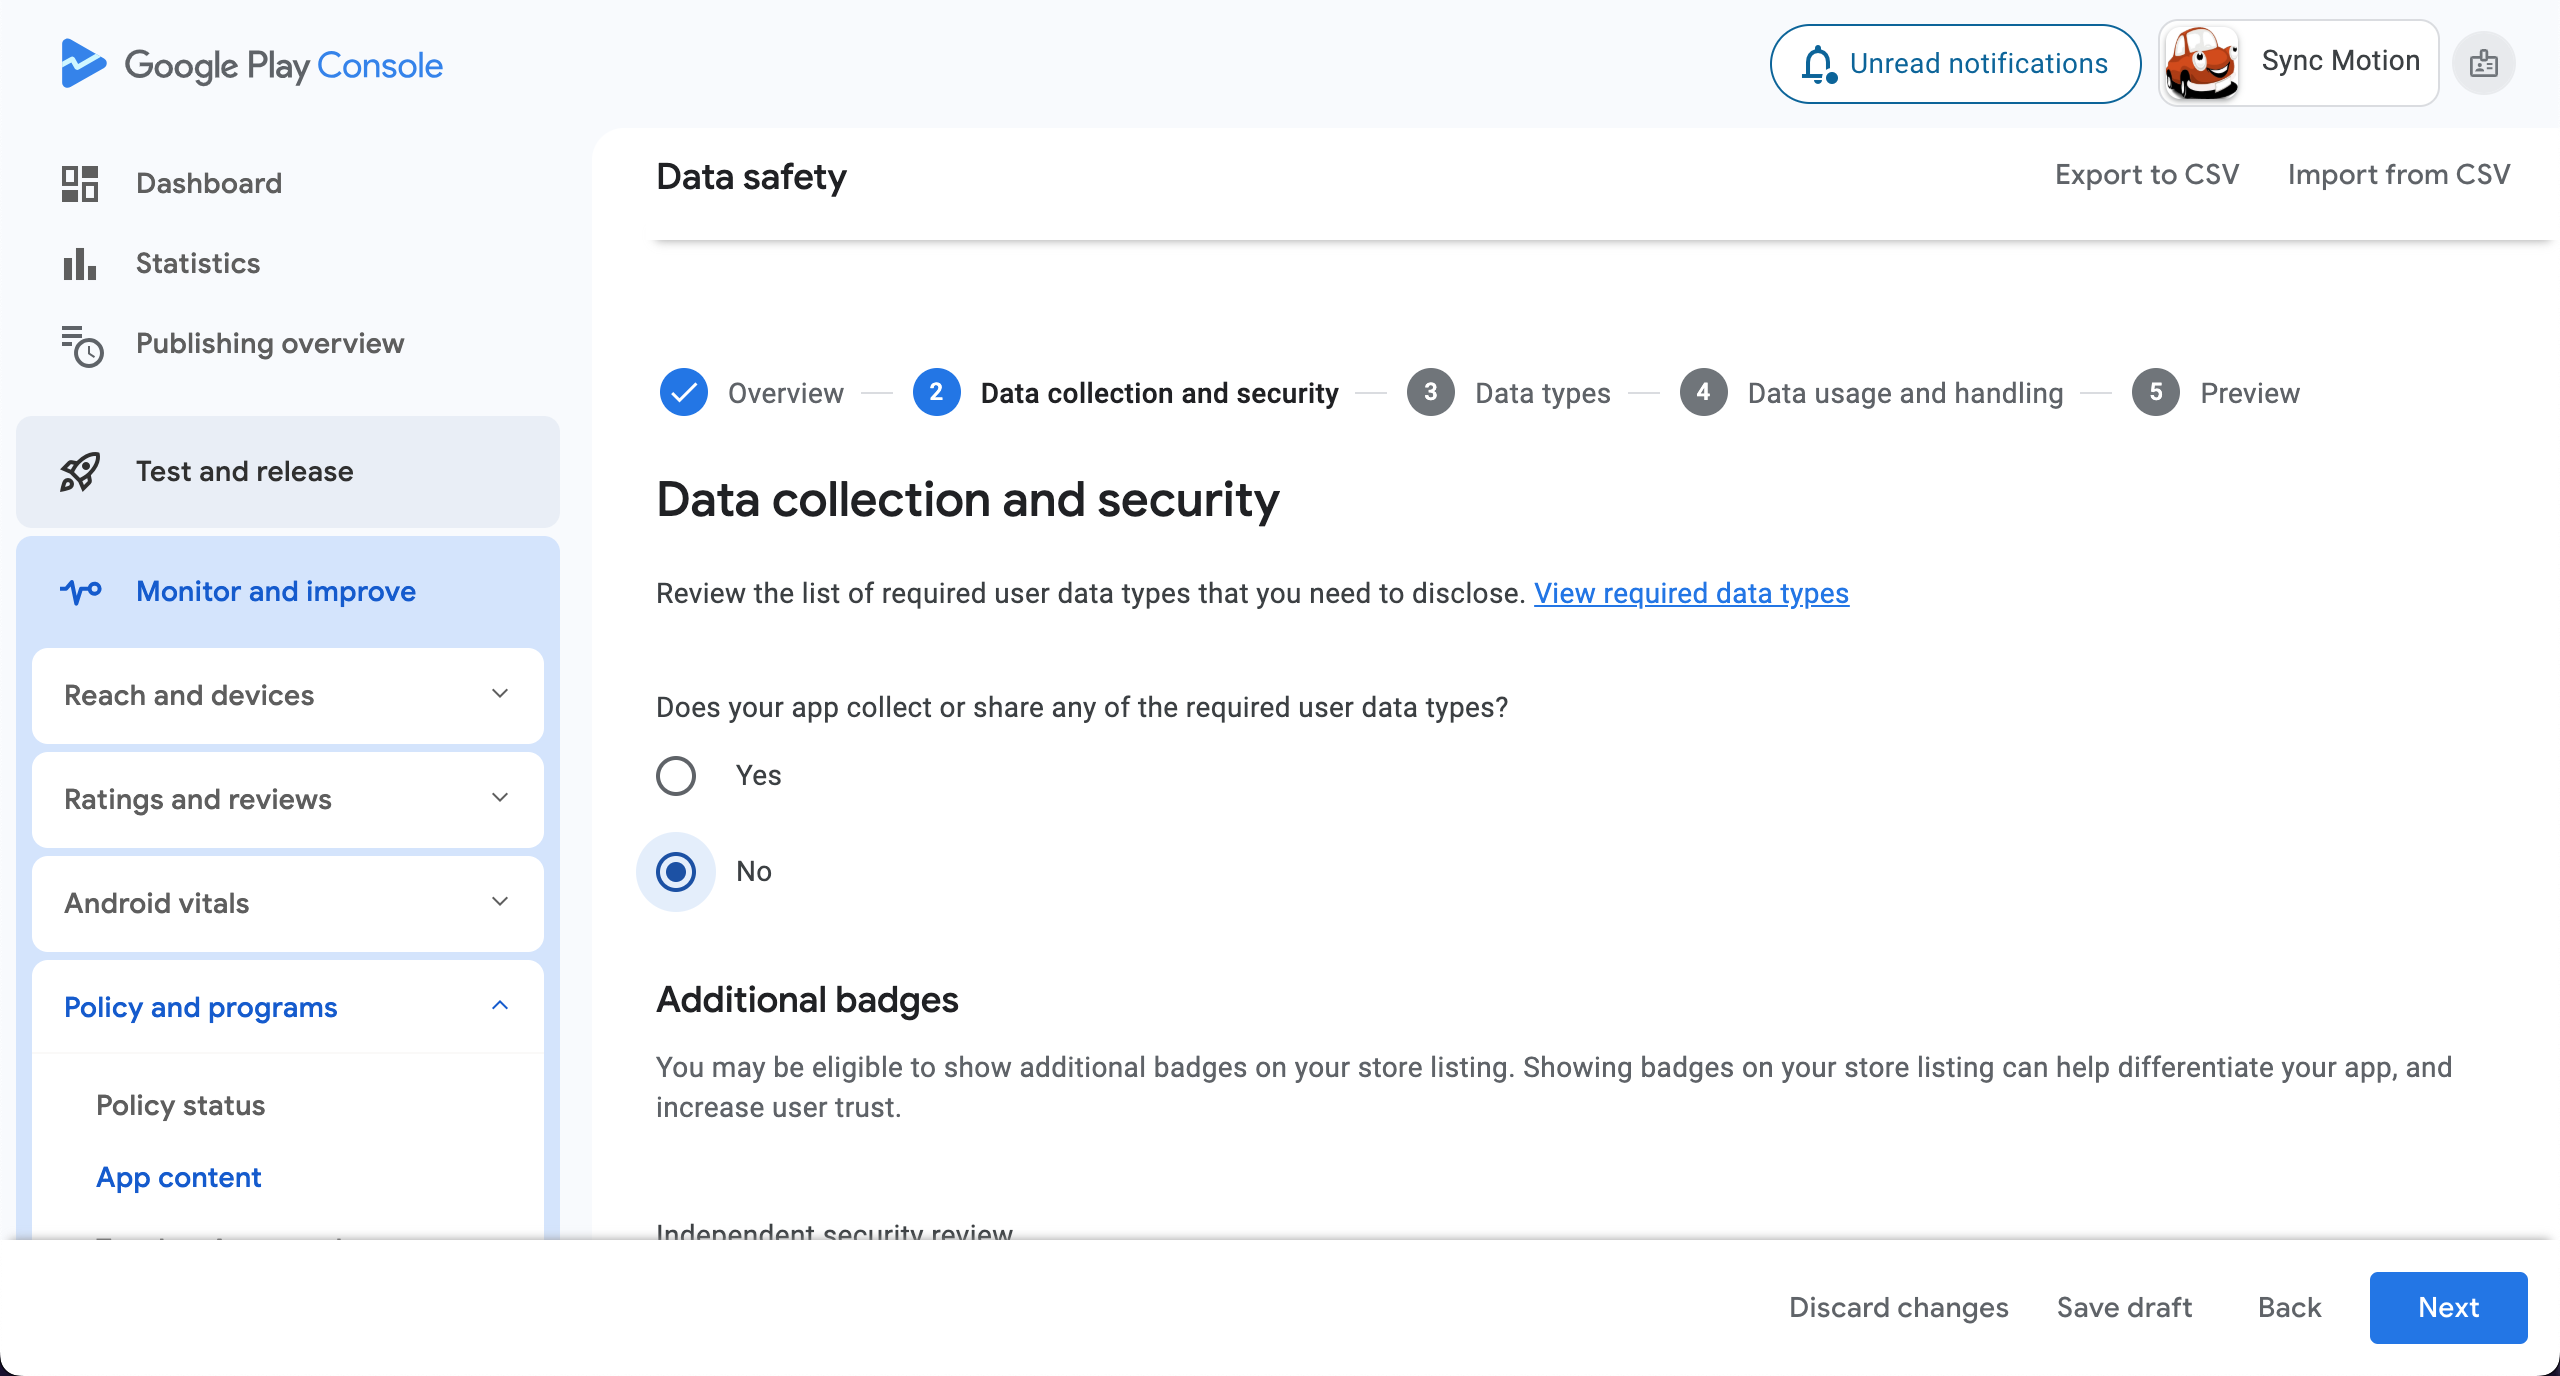 Google Play Console
Unread notifications
Sync Motion
Dashboard
Statistics
Publishing overview
Test and release
Monitor and improve
Reach and devices
Ratings and reviews
Android vitals
Policy and programs
Policy status
App content
Data safety
Export to CSV
Import from CSV
Overview
2 Data collection and security
3 Data types
4 Data usage and handling
5 Preview
Data collection and security
Review the list of required user data types that you need to disclose. View required data types
Does your app collect or share any of the required user data types?
Yes
No
Additional badges
You may be eligible to show additional badges on your store listing. Showing badges on your store listing can help differentiate your app, and
increase user trust.
Independent security review
Discard changes
Save draft
Back
Next